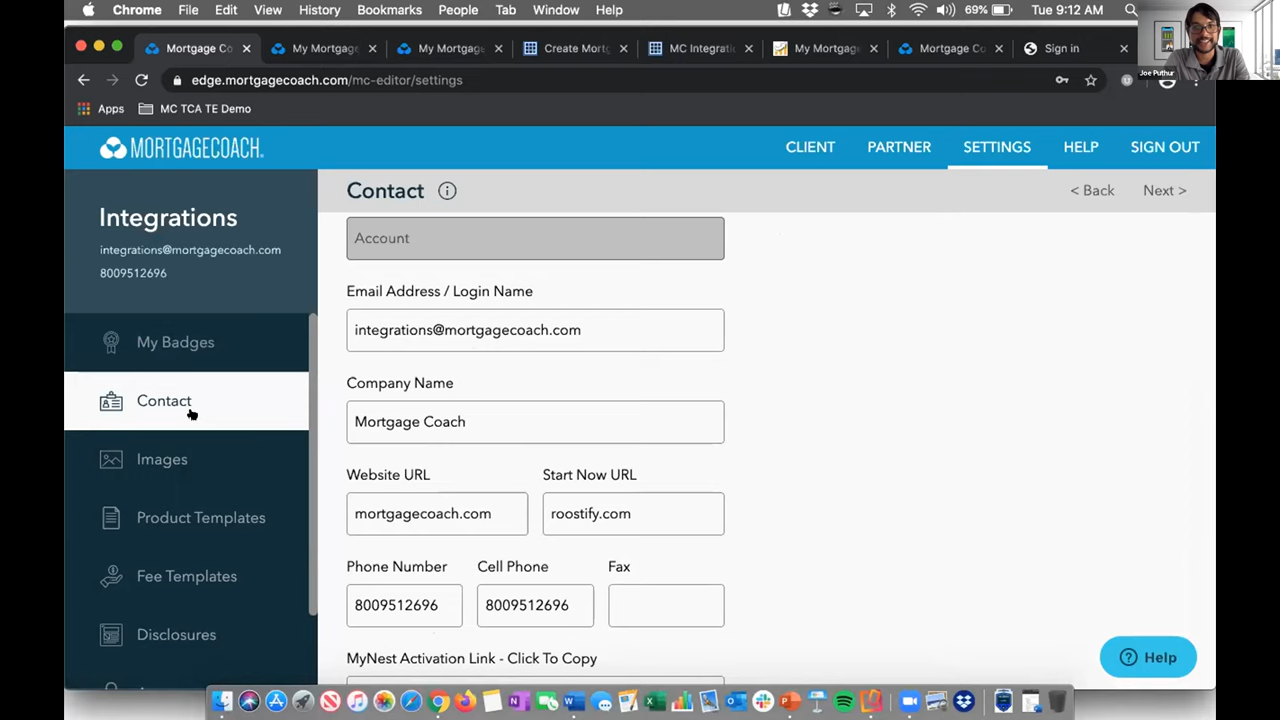 Chrome File Edit View History Bookmarks People Tab Window Help 69% Tue 9:12 AM
Joe Puthur
Mortgage Co My Mortgage My Mortgage Create Mort MC Integrati My Mortgage Mortgage Co Sign in
edge.mortgagecoach.com/mc-editor/settings
Apps MC TCA TE Demo
MORTGAGECOACH.
CLIENT PARTNER SETTINGS HELP SIGN OUT
Integrations
integrations@mortgagecoach.com
8009512696
My Badges
Contact
Images
Product Templates
Fee Templates
Disclosures
Contact
< Back Next >
Account
Email Address / Login Name
integrations@mortgagecoach.com
Company Name
Mortgage Coach
Website URL Start Now URL
mortgagecoach.com roostify.com
Phone Number Cell Phone Fax
8009512696 8009512696
MyNest Activation Link - Click To Copy
Help